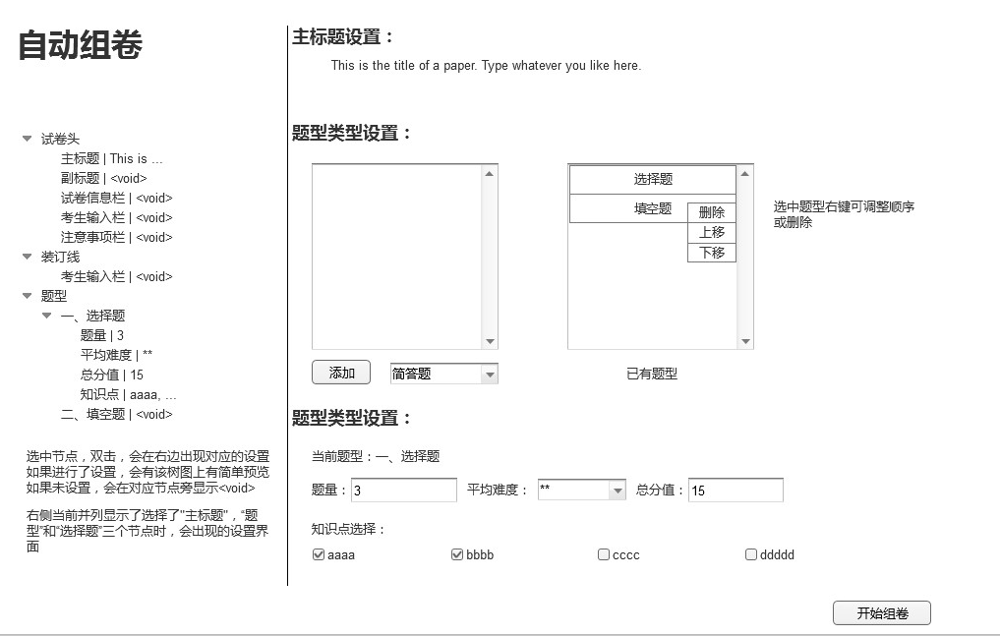 自动组卷
试卷头
主标题 | This is ...
副标题 | <void>
试卷信息栏 | <void>
考生输入栏 | <void>
注意事项栏 | <void>
装订线
考生输入栏 | <void>
题型
一、选择题
题量 | 3
平均难度 | **
总分值 | 15
知识点 | aaaa, ...
二、填空题 | <void>
选中节点，双击，会在右边出现对应的设置
如果进行了设置，会有该树图上有简单预览
如果未设置，会在对应节点旁显示<void>
右侧当前并列显示了选择了"主标题"，“题
型”和“选择题”三个节点时，会出现的设置界
面
主标题设置：
This is the title of a paper. Type whatever you like here.
题型类型设置：
选择题
填空题
删除
上移
下移
选中题型右键可调整顺序
或删除
添加
简答题
已有题型
题型类型设置：
当前题型：一、选择题
题量： 3 平均难度： ** 总分值： 15
知识点选择：
aaaa bbbb cccc ddddd
开始组卷